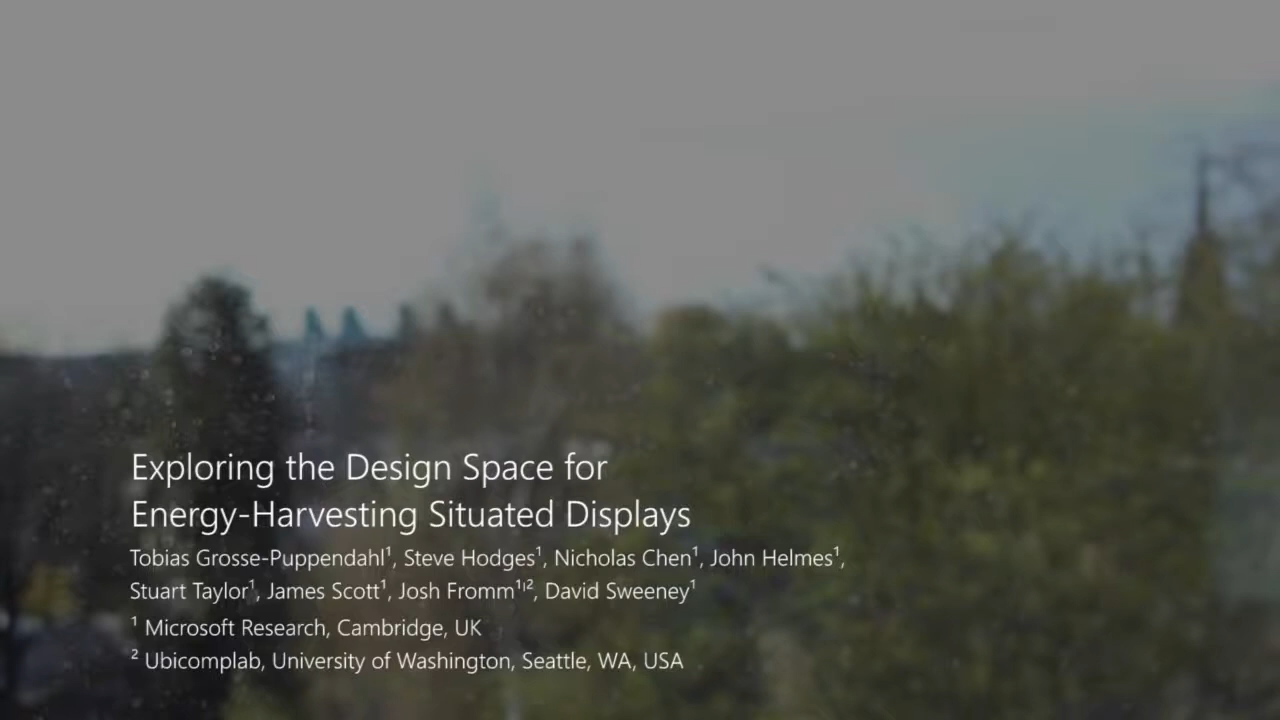 Exploring the Design Space for
Energy-Harvesting Situated Displays
Tobias Grosse-Puppendahl¹, Steve Hodges¹, Nicholas Chen¹, John Helmes¹,
Stuart Taylor¹, James Scott¹, Josh Fromm¹,², David Sweeney¹
¹ Microsoft Research, Cambridge, UK
² Ubicomplab, University of Washington, Seattle, WA, USA